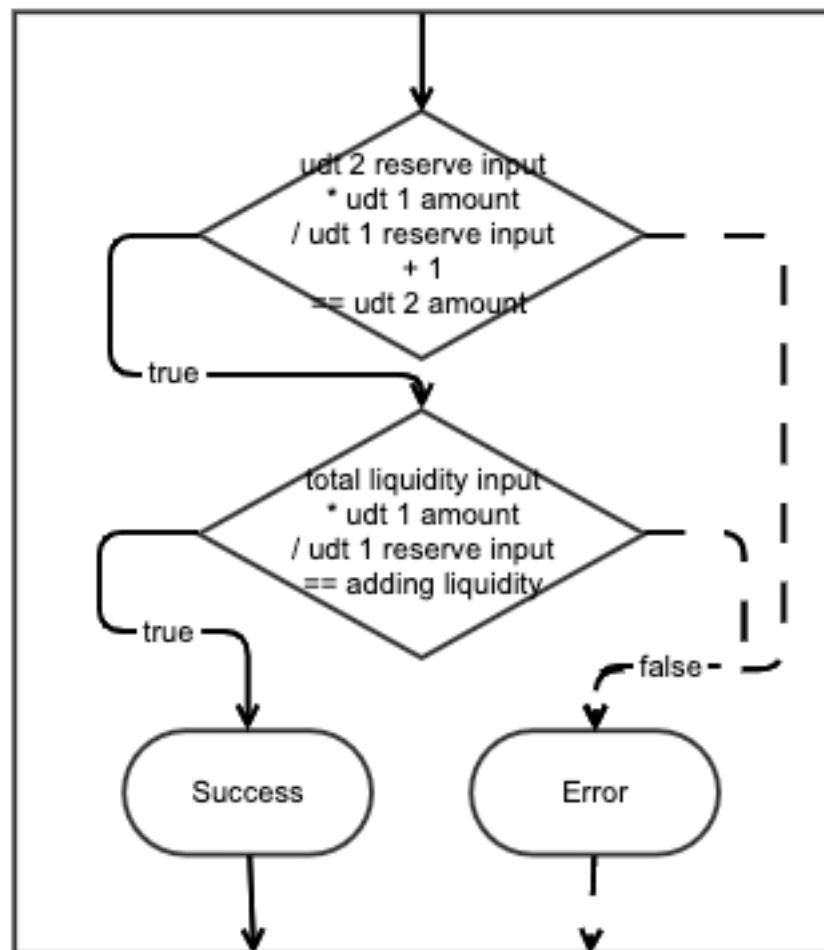 udt 2 reserve input
* udt 1 amount
/ udt 1 reserve input
+ 1
== udt 2 amount
true
total liquidity input
* udt 1 amount
/ udt 1 reserve input
== adding liquidity
true
false
Success
Error